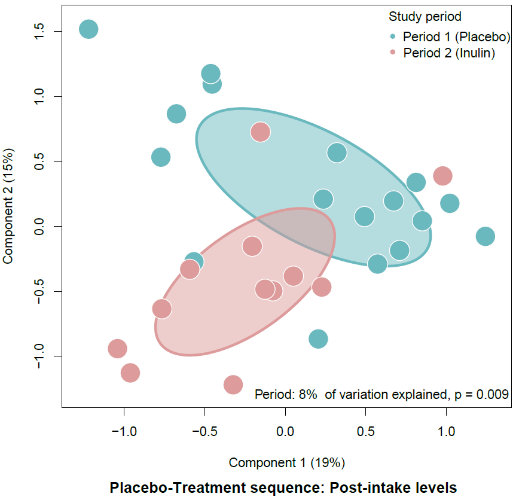 Study period
Period 1 (Placebo)
Period 2 (Inulin)
1.5
1.0
0.5
0.0
−0.5
−1.0
Component 2 (15%)
Period: 8% of variation explained, p = 0.009
−1.0 −0.5 0.0 0.5 1.0
Component 1 (19%)
Placebo-Treatment sequence: Post-intake levels